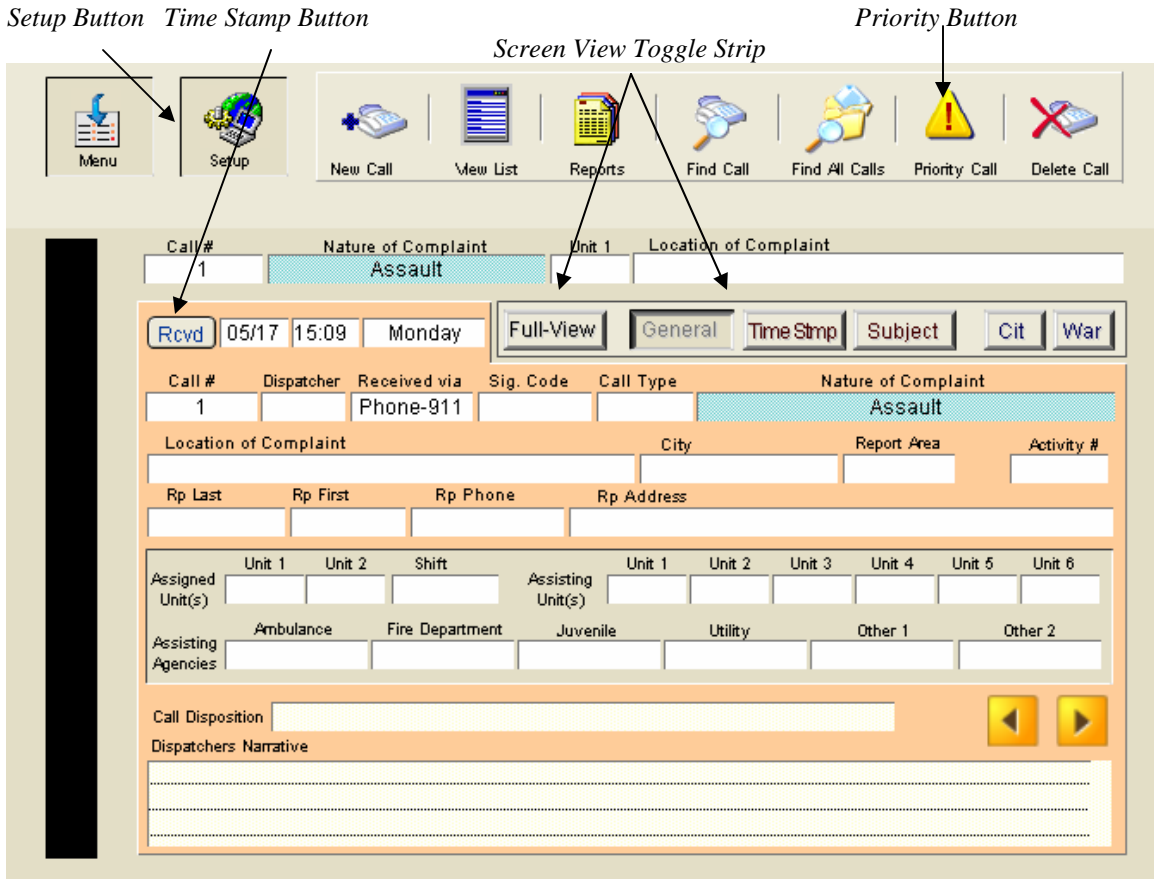 Setup Button Time Stamp Button Priority Button
Screen View Toggle Strip
Menu Setup New Call View List Reports Find Call Find All Calls Priority Call Delete Call
Call # Nature of Complaint Unit 1 Location of Complaint
1 Assault
Rcvd 05/17 15:09 Monday Full-View General Time Stmp Subject Cit War
Call # Dispatcher Received via Sig. Code Call Type Nature of Complaint
1 Phone-911 Assault
Location of Complaint City Report Area Activity #
Rp Last Rp First Rp Phone Rp Address
Unit 1 Unit 2 Shift Unit 1 Unit 2 Unit 3 Unit 4 Unit 5 Unit 6
Assigned Assisting
Unit(s) Unit(s)
Ambulance Fire Department Juvenile Utility Other 1 Other 2
Assisting
Agencies
Call Disposition
Dispatchers Narrative